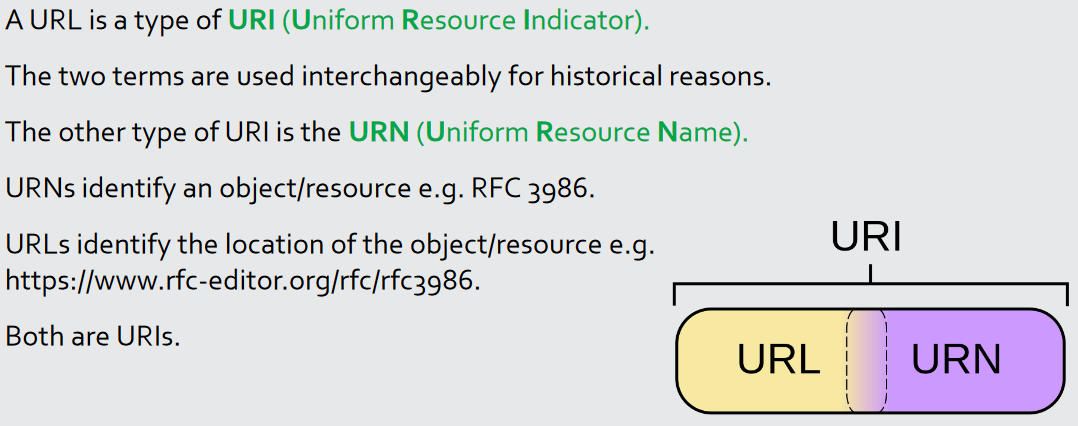 A URL is a type of URI (Uniform Resource Indicator).
The two terms are used interchangeably for historical reasons.
The other type of URI is the URN (Uniform Resource Name).
URNs identify an object/resource e.g. RFC 3986.
URLs identify the location of the object/resource e.g.
https://www.rfc-editor.org/rfc/rfc3986.
Both are URIs.
URI
URL URN